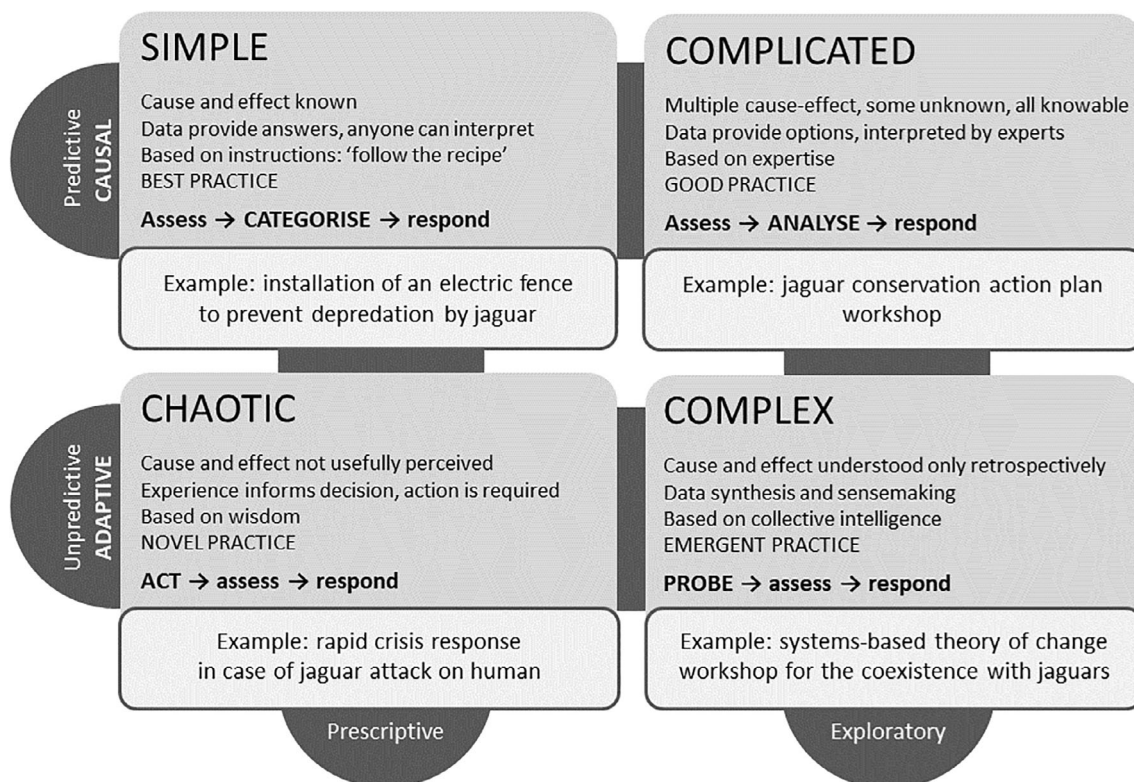 Predictive
CAUSAL
SIMPLE
Cause and effect known
Data provide answers, anyone can interpret
Based on instructions: ‘follow the recipe’
BEST PRACTICE
Assess → CATEGORISE → respond
Example: installation of an electric fence
to prevent depredation by jaguar
COMPLICATED
Multiple cause-effect, some unknown, all knowable
Data provide options, interpreted by experts
Based on expertise
GOOD PRACTICE
Assess → ANALYSE → respond
Example: jaguar conservation action plan
workshop
Unpredictive
ADAPTIVE
CHAOTIC
Cause and effect not usefully perceived
Experience informs decision, action is required
Based on wisdom
NOVEL PRACTICE
ACT → assess → respond
Example: rapid crisis response
in case of jaguar attack on human
COMPLEX
Cause and effect understood only retrospectively
Data synthesis and sensemaking
Based on collective intelligence
EMERGENT PRACTICE
PROBE → assess → respond
Example: systems-based theory of change
workshop for the coexistence with jaguars
Prescriptive
Exploratory